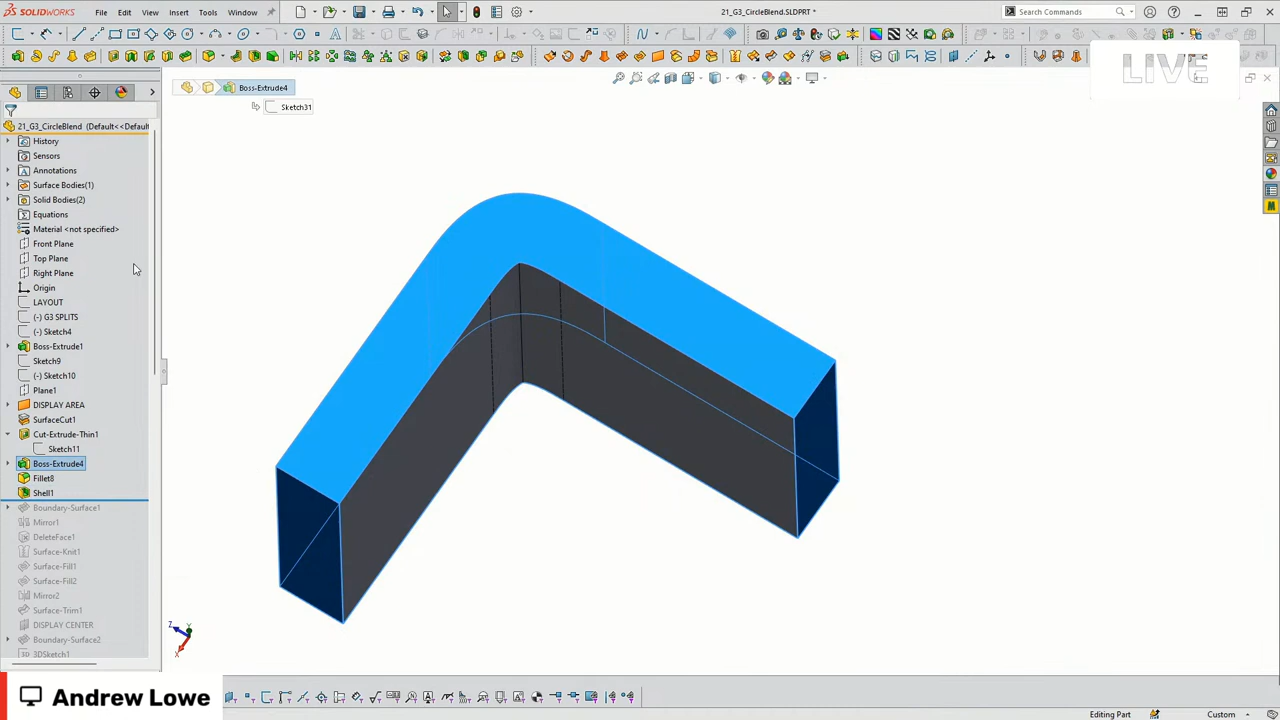 SOLIDWORKS
File Edit View Insert Tools Window
21_G3_CircleBlend.SLDPRT *
Search Commands
LIVE
Boss-Extrude4
Sketch31
21_G3_CircleBlend (Default<<Default
History
Sensors
Annotations
Surface Bodies(1)
Solid Bodies(2)
Equations
Material <not specified>
Front Plane
Top Plane
Right Plane
Origin
LAYOUT
(-) G3 SPLITS
(-) Sketch4
Boss-Extrude1
Sketch9
(-) Sketch10
Plane1
DISPLAY AREA
SurfaceCut1
Cut-Extrude-Thin1
Sketch11
Boss-Extrude4
Fillet8
Shell1
Boundary-Surface1
Mirror1
DeleteFace1
Surface-Knit1
Surface-Fill1
Surface-Fill2
Mirror2
Surface-Trim1
DISPLAY CENTER
Boundary-Surface2
3DSketch1
Z Y
X
Andrew Lowe
Editing Part
Custom